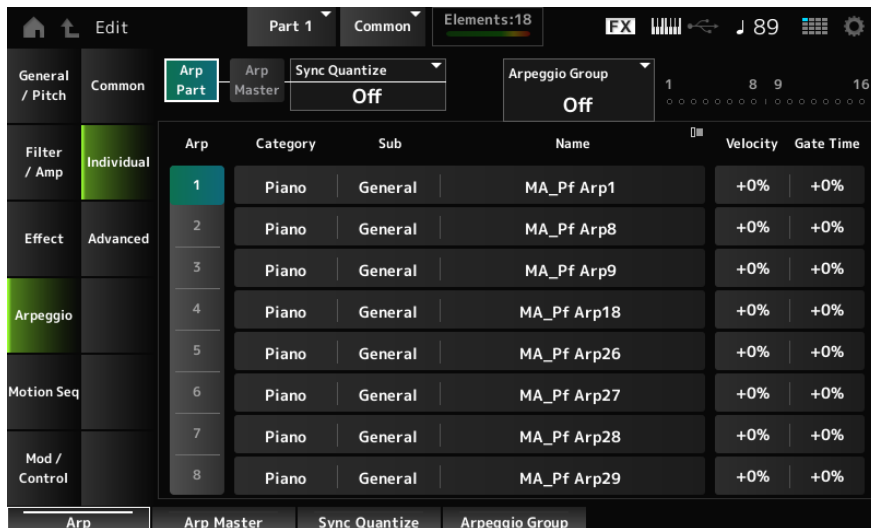 Edit Part 1 Common Elements:18 FX 89
General / Pitch
Common
Arp Part
Arp Master
Sync Quantize
Off
Arpeggio Group
Off
1 8 9 16
Filter / Amp
Individual
Effect
Advanced
Arpeggio
Motion Seq
Mod / Control
Arp Category Sub Name Velocity Gate Time
1 Piano General MA_Pf Arp1 +0% +0%
2 Piano General MA_Pf Arp8 +0% +0%
3 Piano General MA_Pf Arp9 +0% +0%
4 Piano General MA_Pf Arp18 +0% +0%
5 Piano General MA_Pf Arp26 +0% +0%
6 Piano General MA_Pf Arp27 +0% +0%
7 Piano General MA_Pf Arp28 +0% +0%
8 Piano General MA_Pf Arp29 +0% +0%
Arp Arp Master Sync Quantize Arpeggio Group